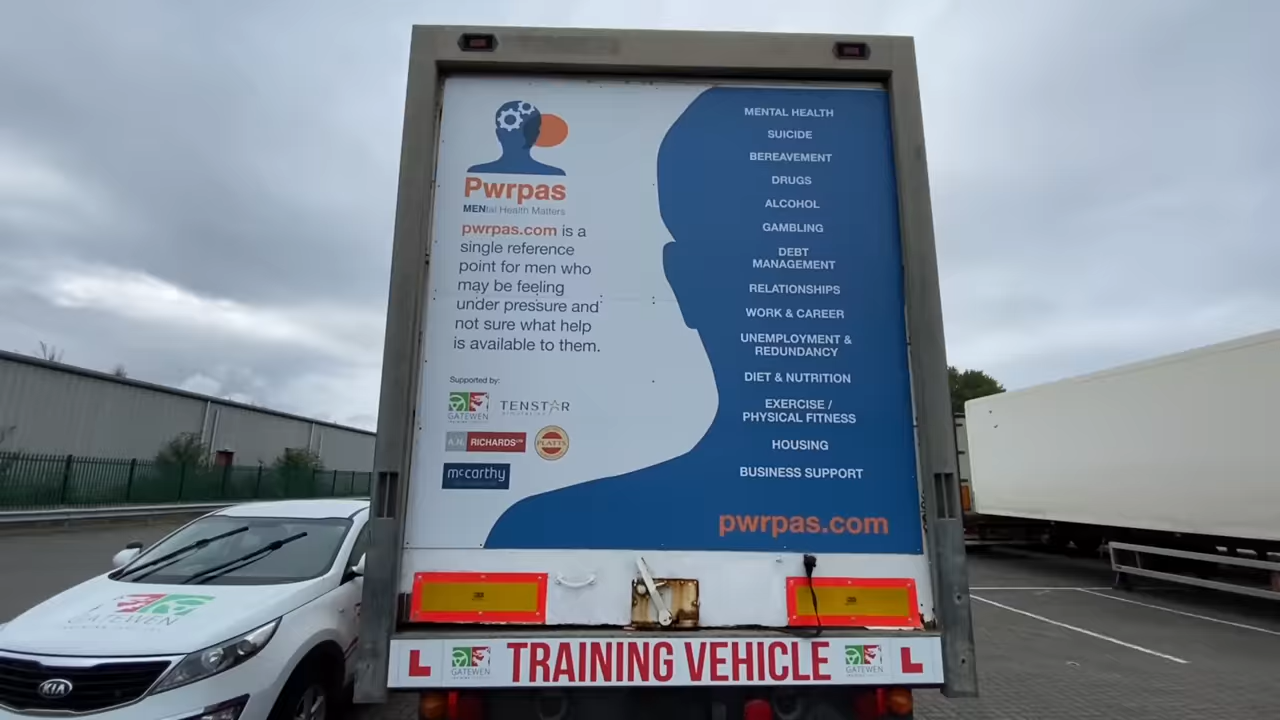 Pwrpas
MENtal Health Matters
pwrpas.com is a
single reference
point for men who
may be feeling
under pressure and
not sure what help
is available to them.
Supported by:
GATEWEN
TENSTAR
A.N. RICHARDS LTD
PLATTS
mccarthy
MENTAL HEALTH
SUICIDE
BEREAVEMENT
DRUGS
ALCOHOL
GAMBLING
DEBT
MANAGEMENT
RELATIONSHIPS
WORK & CAREER
UNEMPLOYMENT &
REDUNDANCY
DIET & NUTRITION
EXERCISE /
PHYSICAL FITNESS
HOUSING
BUSINESS SUPPORT
pwrpas.com
L GATEWEN TRAINING VEHICLE GATEWEN L
GATEWEN
KIA